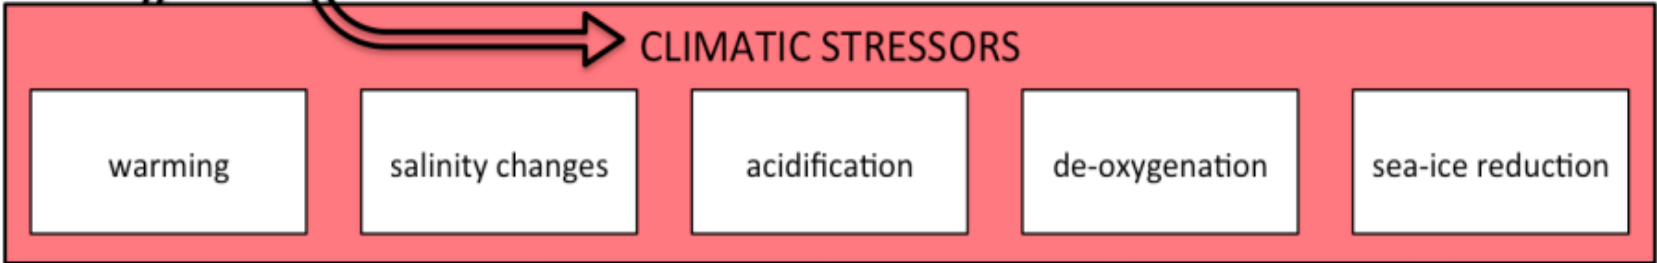 CLIMATIC STRESSORS
warming
salinity changes
acidification
de-oxygenation
sea-ice reduction